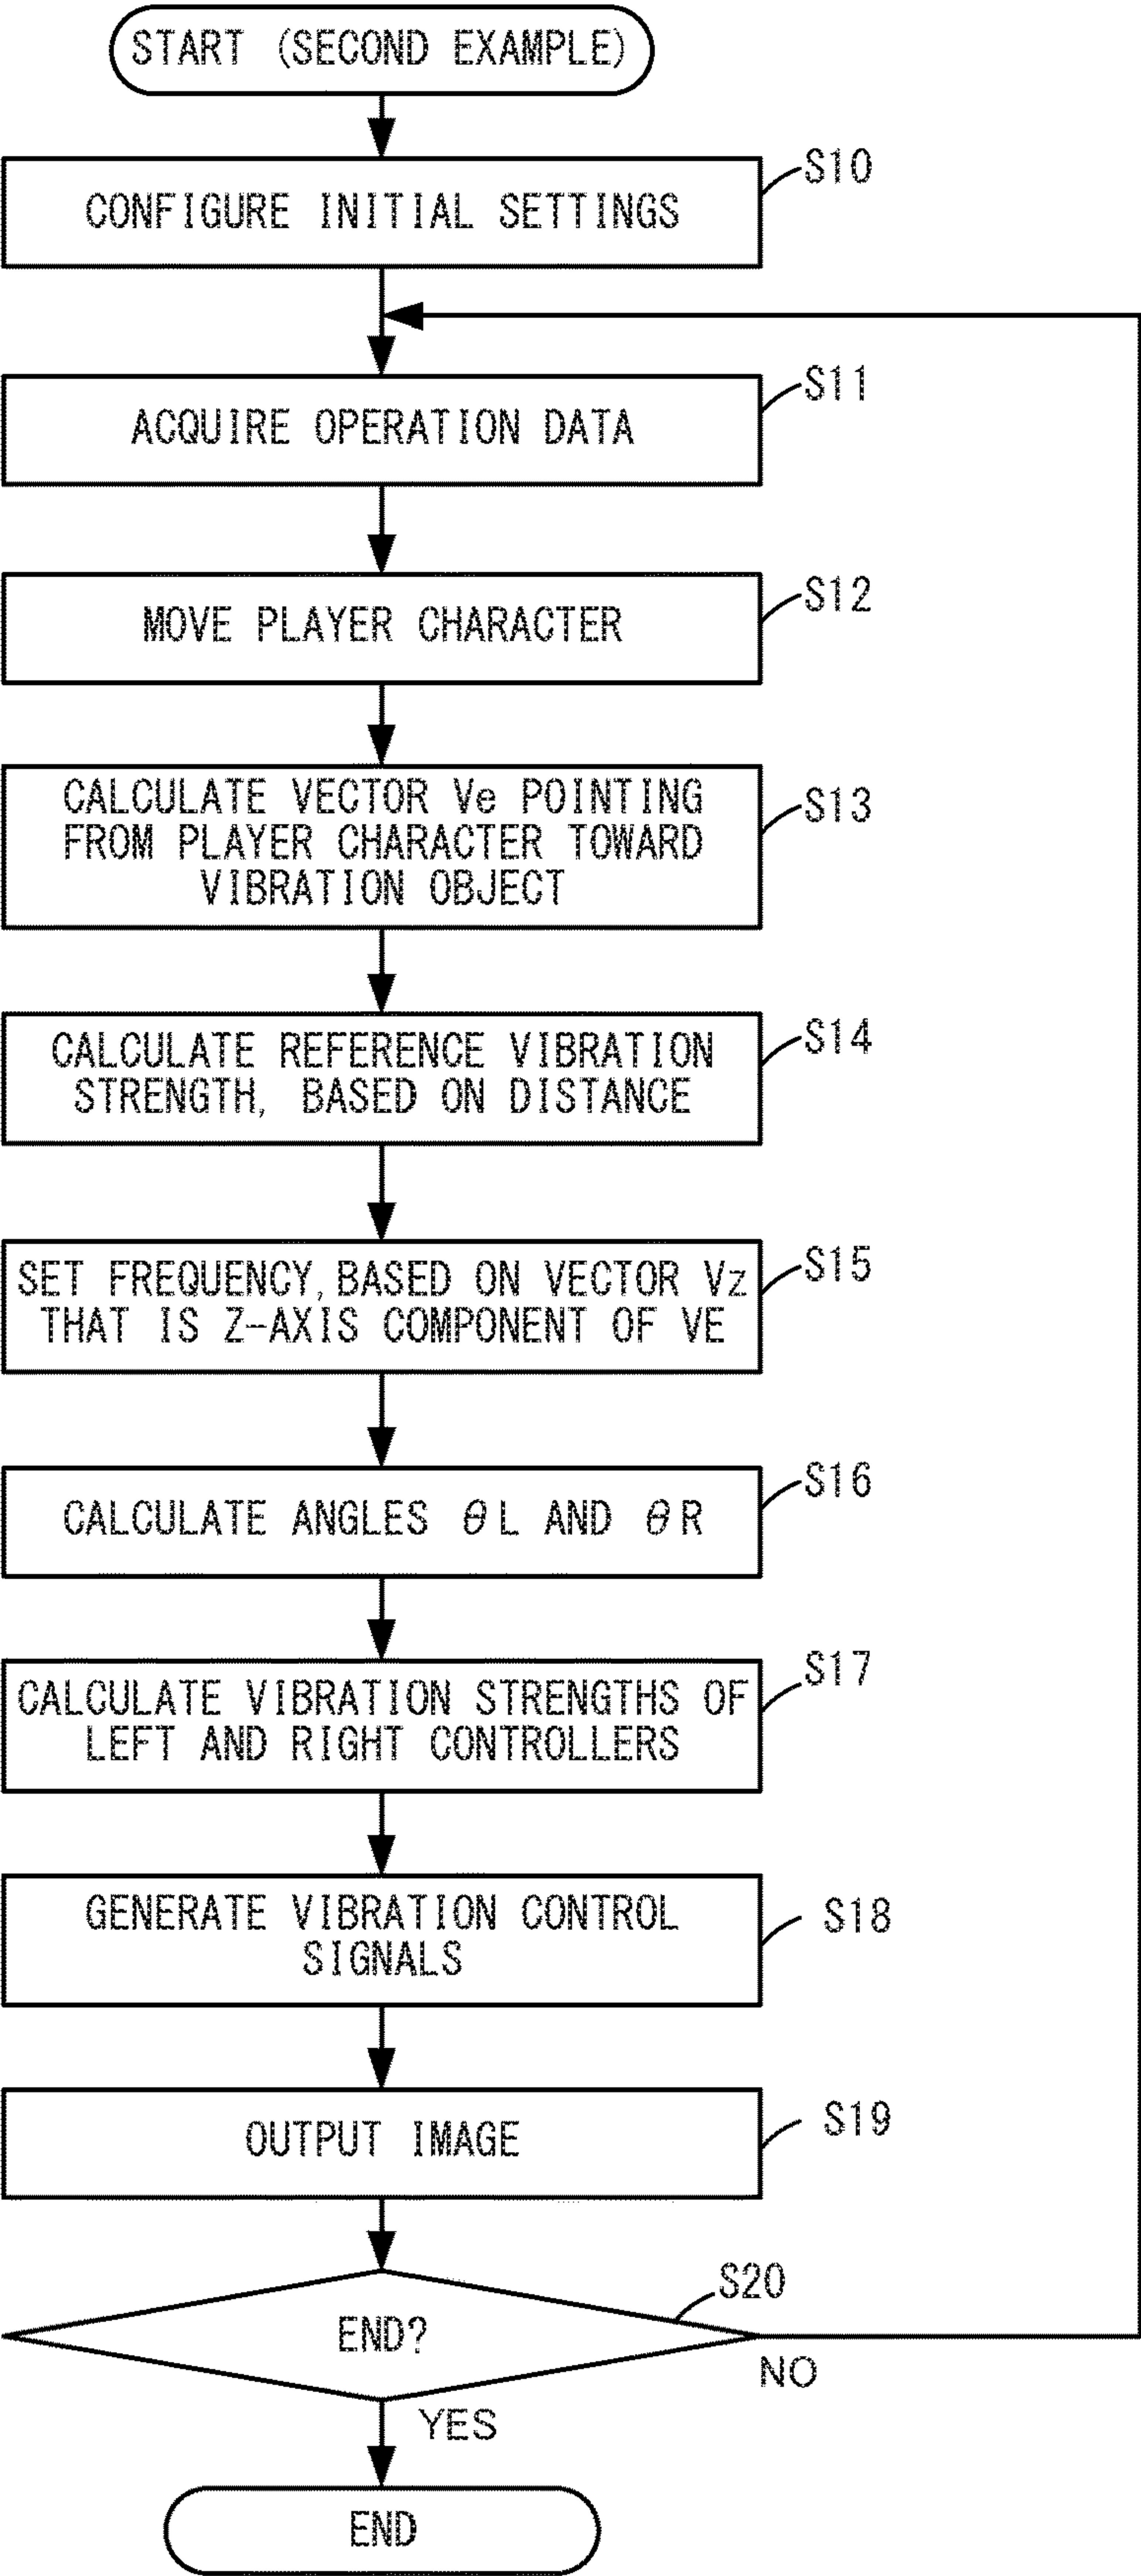 START (SECOND EXAMPLE)
S10
CONFIGURE INITIAL SETTINGS
S11
ACQUIRE OPERATION DATA
S12
MOVE PLAYER CHARACTER
S13
CALCULATE VECTOR Ve POINTING
FROM PLAYER CHARACTER TOWARD
VIBRATION OBJECT
S14
CALCULATE REFERENCE VIBRATION
STRENGTH, BASED ON DISTANCE
S15
SET FREQUENCY, BASED ON VECTOR Vz
THAT IS Z-AXIS COMPONENT OF VE
S16
CALCULATE ANGLES θL AND θR
S17
CALCULATE VIBRATION STRENGTHS OF
LEFT AND RIGHT CONTROLLERS
S18
GENERATE VIBRATION CONTROL
SIGNALS
S19
OUTPUT IMAGE
S20
END?
NO
YES
END